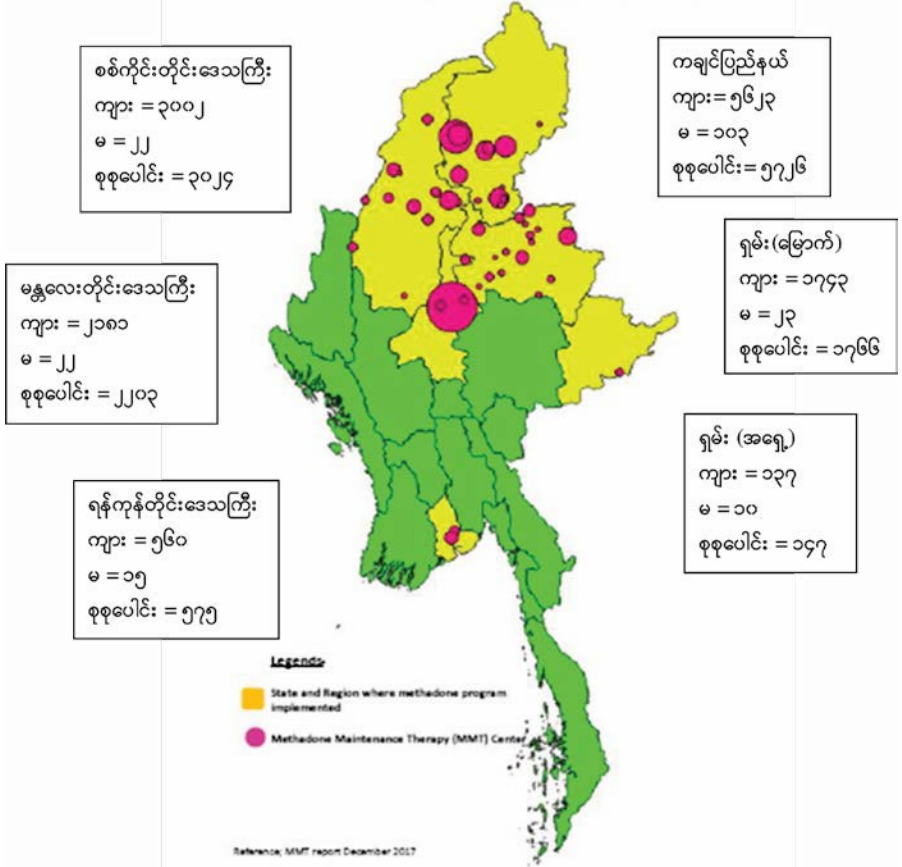 စစ်ကိုင်းတိုင်းဒေသကြီး
ကျား = ၃၀၀၂
မ = ၂၂
စုစုပေါင်း = ၃၀၂၄
ကချင်ပြည်နယ်
ကျား= ၅၆၂၃
မ = ၁၀၃
စုစုပေါင်း= ၅၇၂၆
မန္တလေးတိုင်းဒေသကြီး
ကျား = ၂၁၈၁
မ = ၂၂
စုစုပေါင်း = ၂၂၀၃
ရှမ်း(မြောက်)
ကျား = ၁၇၄၃
မ = ၂၃
စုစုပေါင်း = ၁၇၆၆
ရှမ်း (အရှေ့)
ကျား = ၁၃၇
မ = ၁၀
စုစုပေါင်း = ၁၄၇
ရန်ကုန်တိုင်းဒေသကြီး
ကျား = ၅၆၀
မ = ၁၅
စုစုပေါင်း = ၅၇၅
Legends
State and Region where methadone program
implemented
Methadone Maintenance Therapy (MMT) Center
Reference; MMT report December 2017